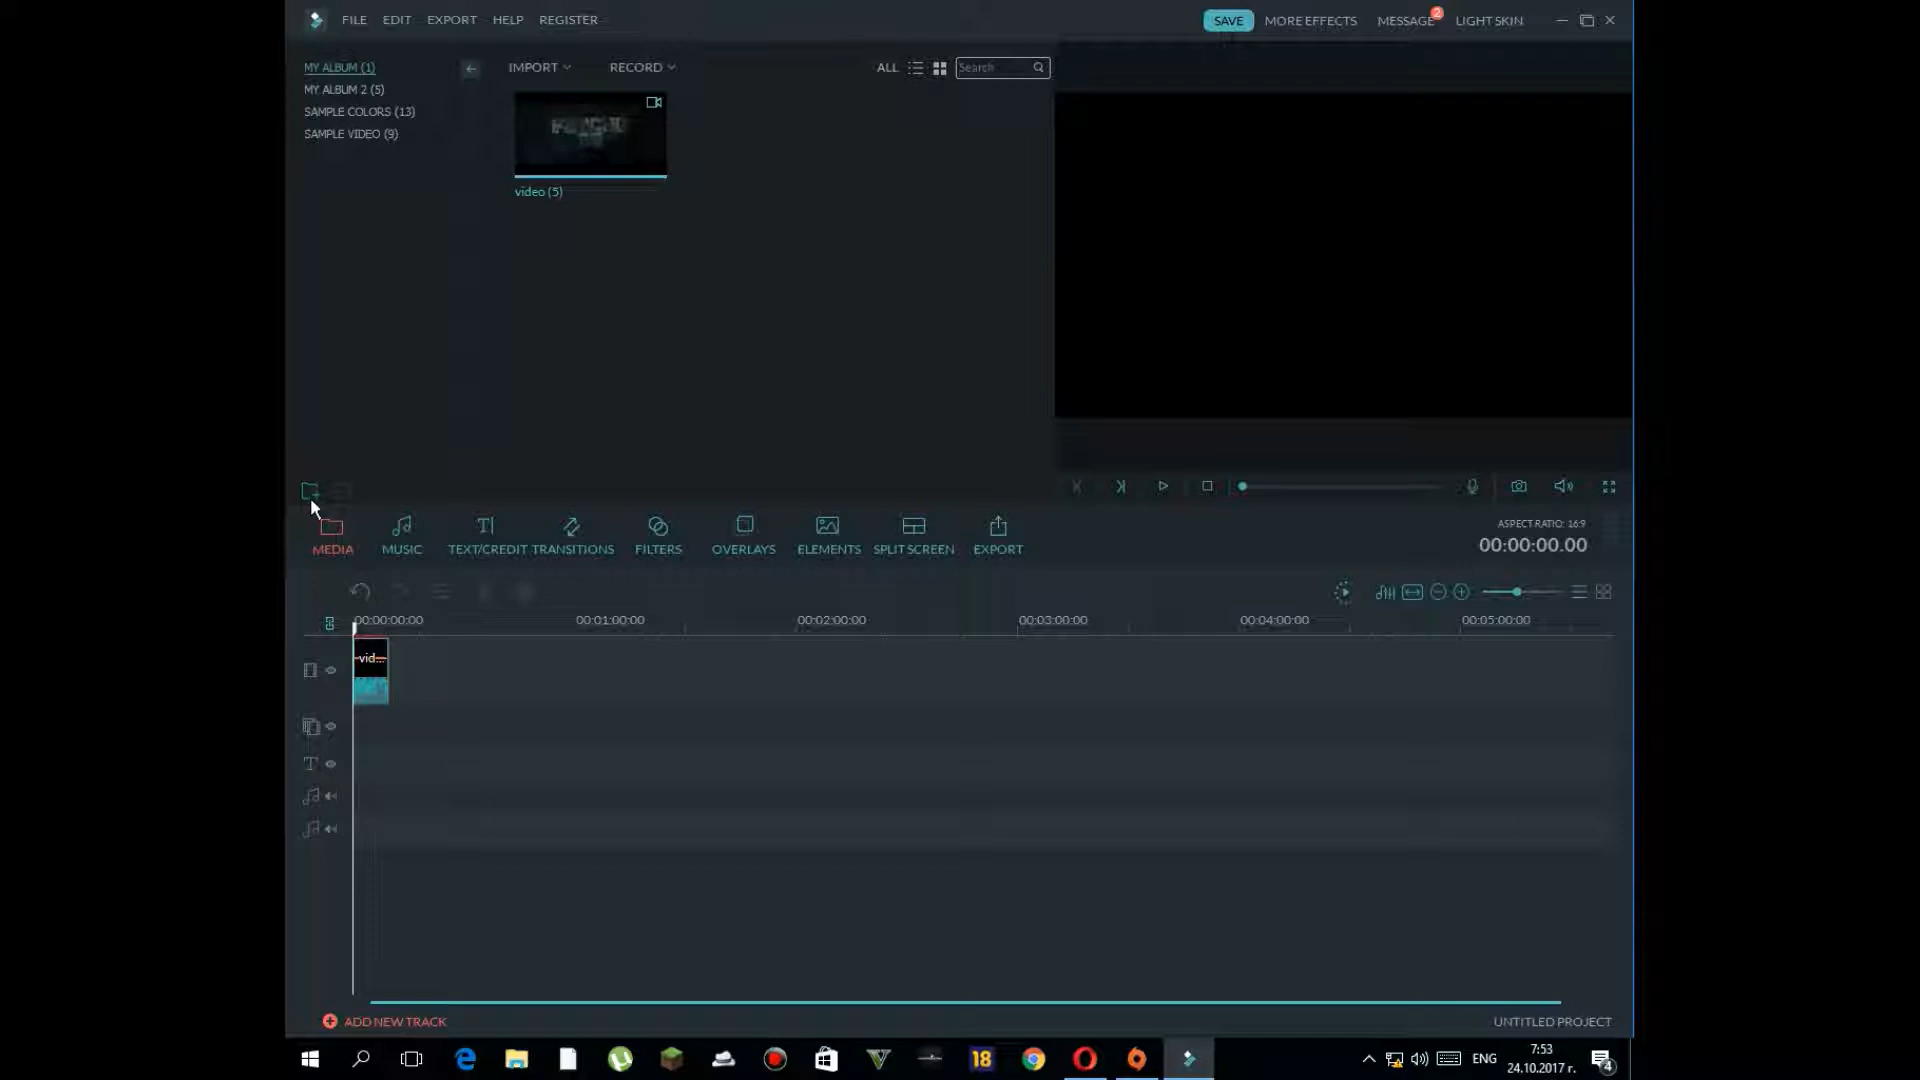 FILE EDIT EXPORT HELP REGISTER SAVE MORE EFFECTS MESSAGE 2 LIGHT SKIN
MY ALBUM (1) IMPORT RECORD ALL Search
MY ALBUM 2 (5)
SAMPLE COLORS (13)
SAMPLE VIDEO (9)
video (5)
ASPECT RATIO: 16:9
00:00:00.00
MEDIA MUSIC TEXT/CREDIT TRANSITIONS FILTERS OVERLAYS ELEMENTS SPLIT SCREEN EXPORT
00:00:00:00 00:01:00:00 00:02:00:00 00:03:00:00 00:04:00:00 00:05:00:00
vid...
ADD NEW TRACK UNTITLED PROJECT
18 ENG 7:53
24.10.2017 г. 4